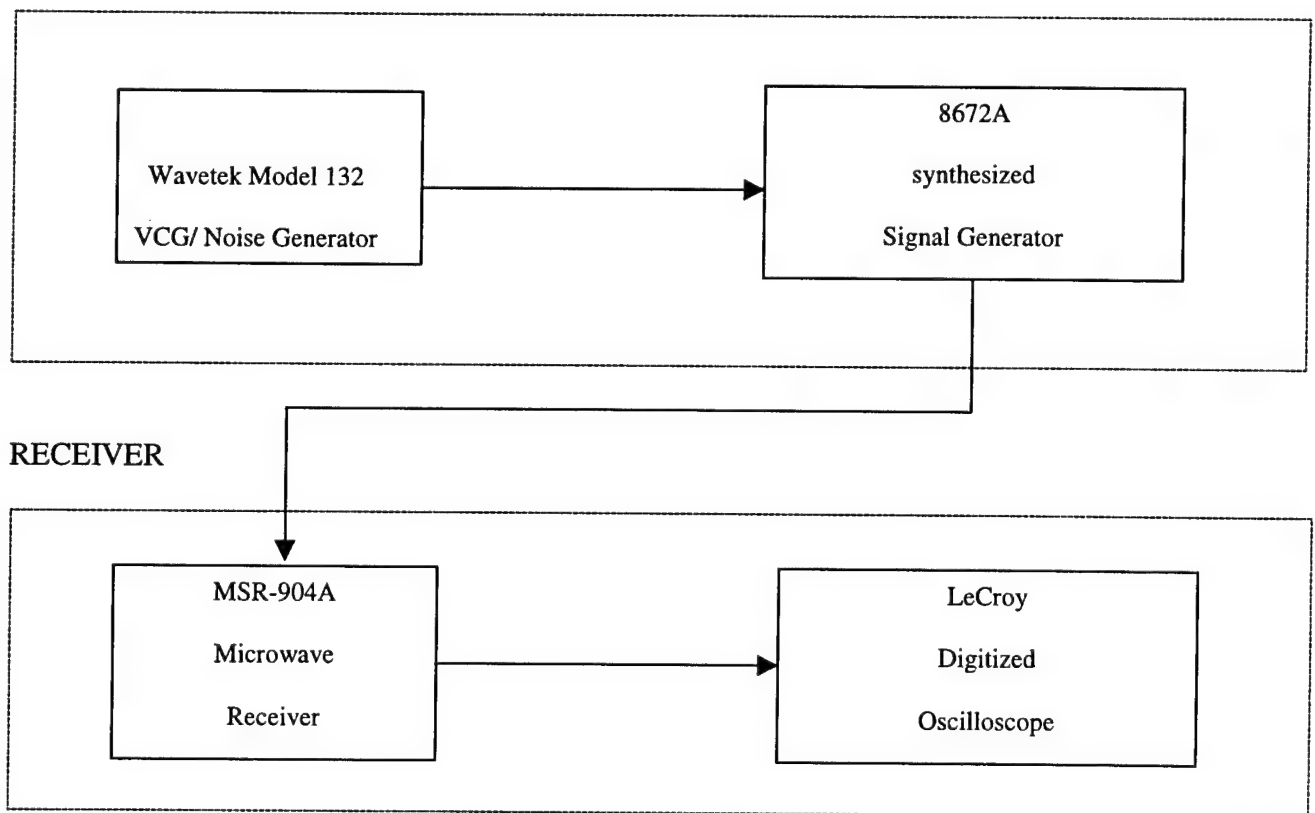 Wavetek Model 132
VCG/ Noise Generator
8672A
synthesized
Signal Generator
RECEIVER
MSR-904A
Microwave
Receiver
LeCroy
Digitized
Oscilloscope